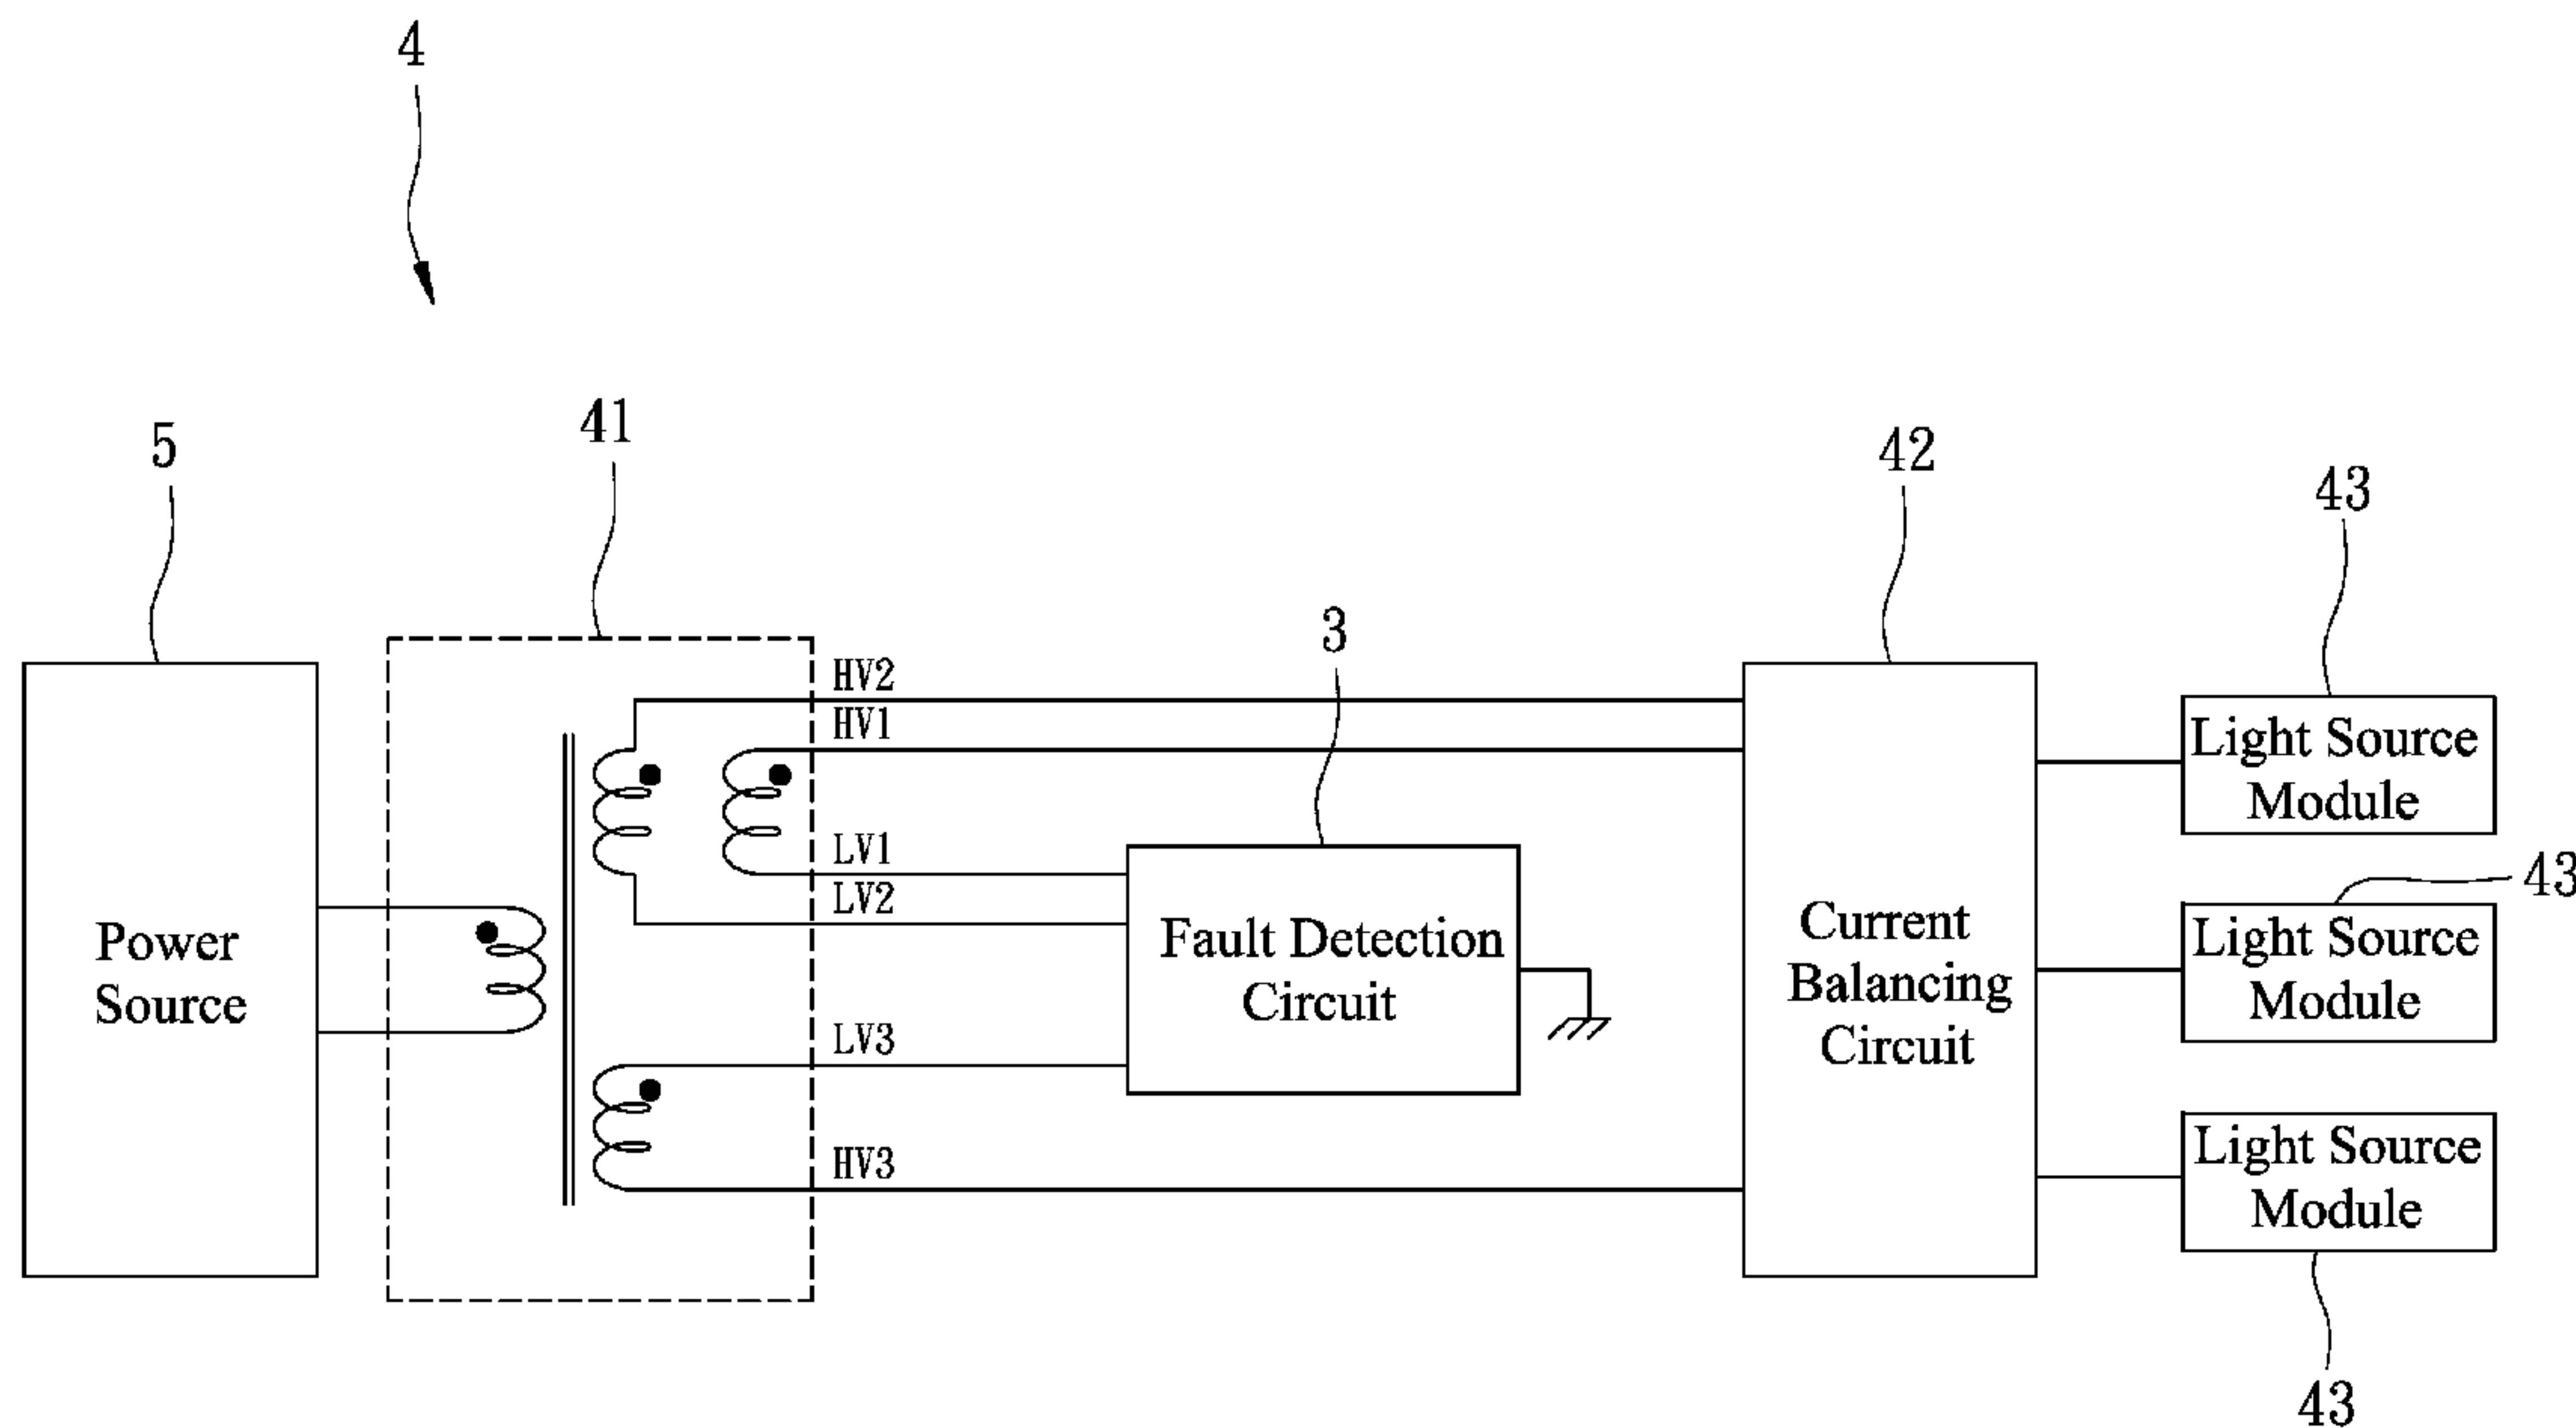 4
5
41
42
43
3
HV2
HV1
LV1
LV2
LV3
HV3
Power
Source
Fault Detection
Circuit
Current
Balancing
Circuit
Light Source
Module
43
Light Source
Module
Light Source
Module
43